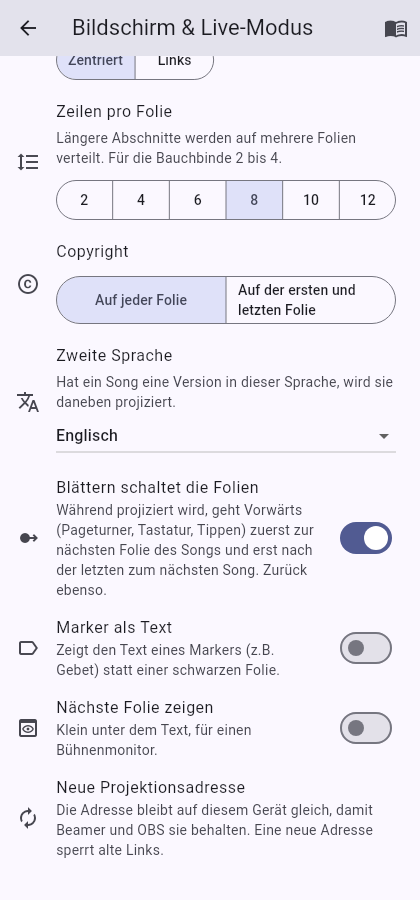 Bildschirm & Live-Modus
Zentriert
Links
Zeilen pro Folie
Längere Abschnitte werden auf mehrere Folien
verteilt. Für die Bauchbinde 2 bis 4.
2
4
6
8
10
12
Copyright
Auf jeder Folie
Auf der ersten und
letzten Folie
Zweite Sprache
Hat ein Song eine Version in dieser Sprache, wird sie
daneben projiziert.
Englisch
Blättern schaltet die Folien
Während projiziert wird, geht Vorwärts
(Pageturner, Tastatur, Tippen) zuerst zur
nächsten Folie des Songs und erst nach
der letzten zum nächsten Song. Zurück
ebenso.
Marker als Text
Zeigt den Text eines Markers (z.B.
Gebet) statt einer schwarzen Folie.
Nächste Folie zeigen
Klein unter dem Text, für einen
Bühnenmonitor.
Neue Projektionsadresse
Die Adresse bleibt auf diesem Gerät gleich, damit
Beamer und OBS sie behalten. Eine neue Adresse
sperrt alte Links.